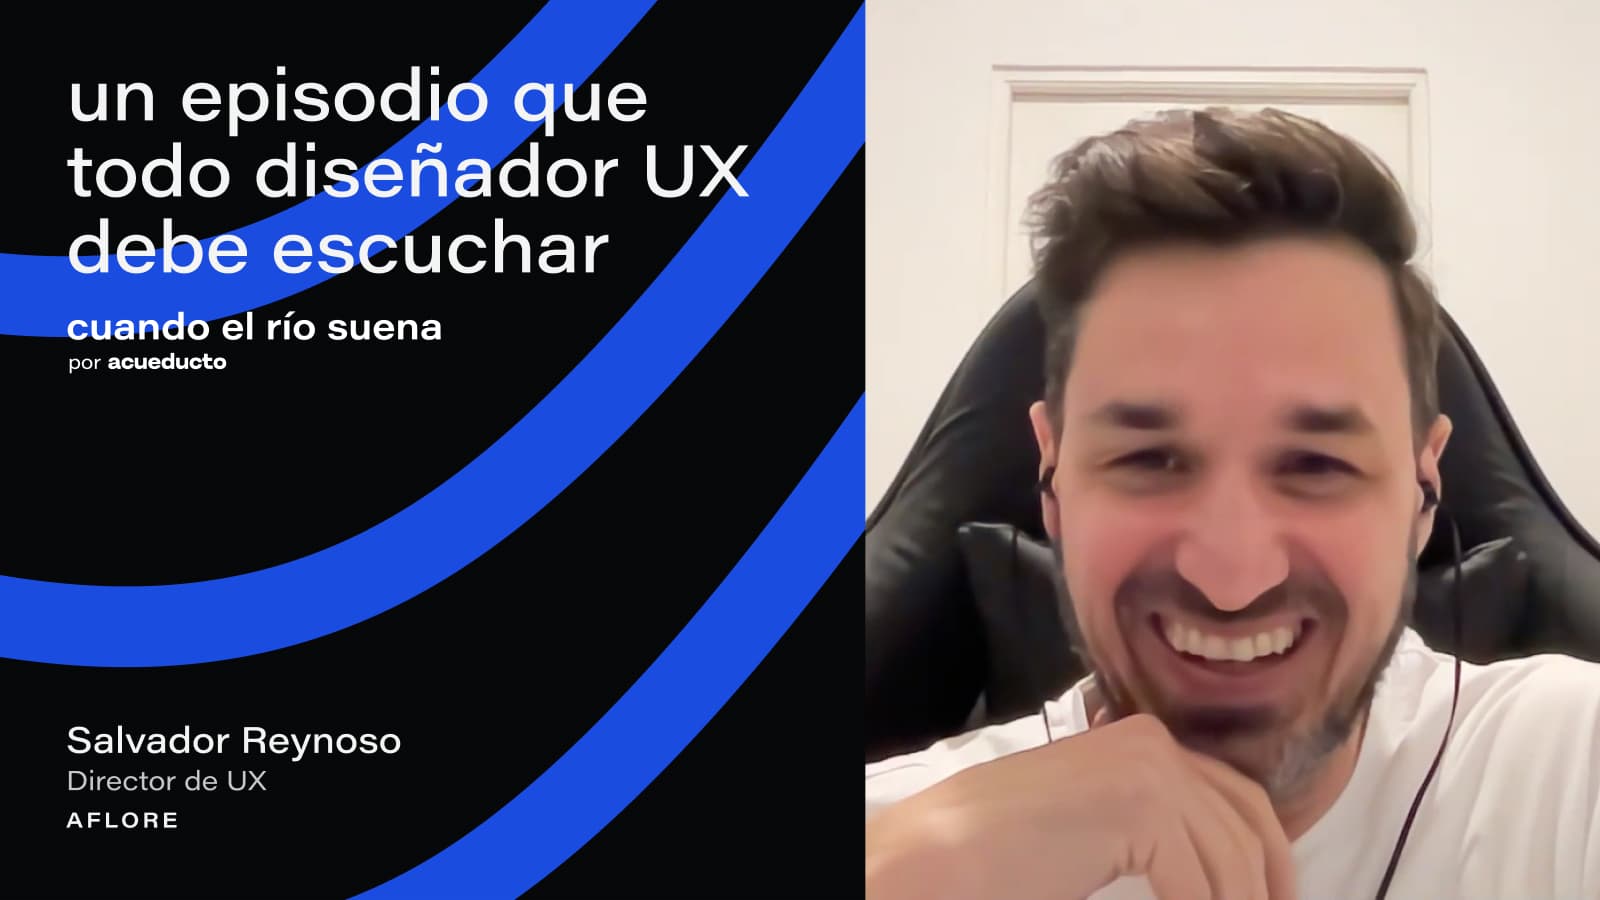 un episodio que
todo diseñador UX
debe escuchar
cuando el río suena
por acueducto
Salvador Reynoso
Director de UX
AFLORE